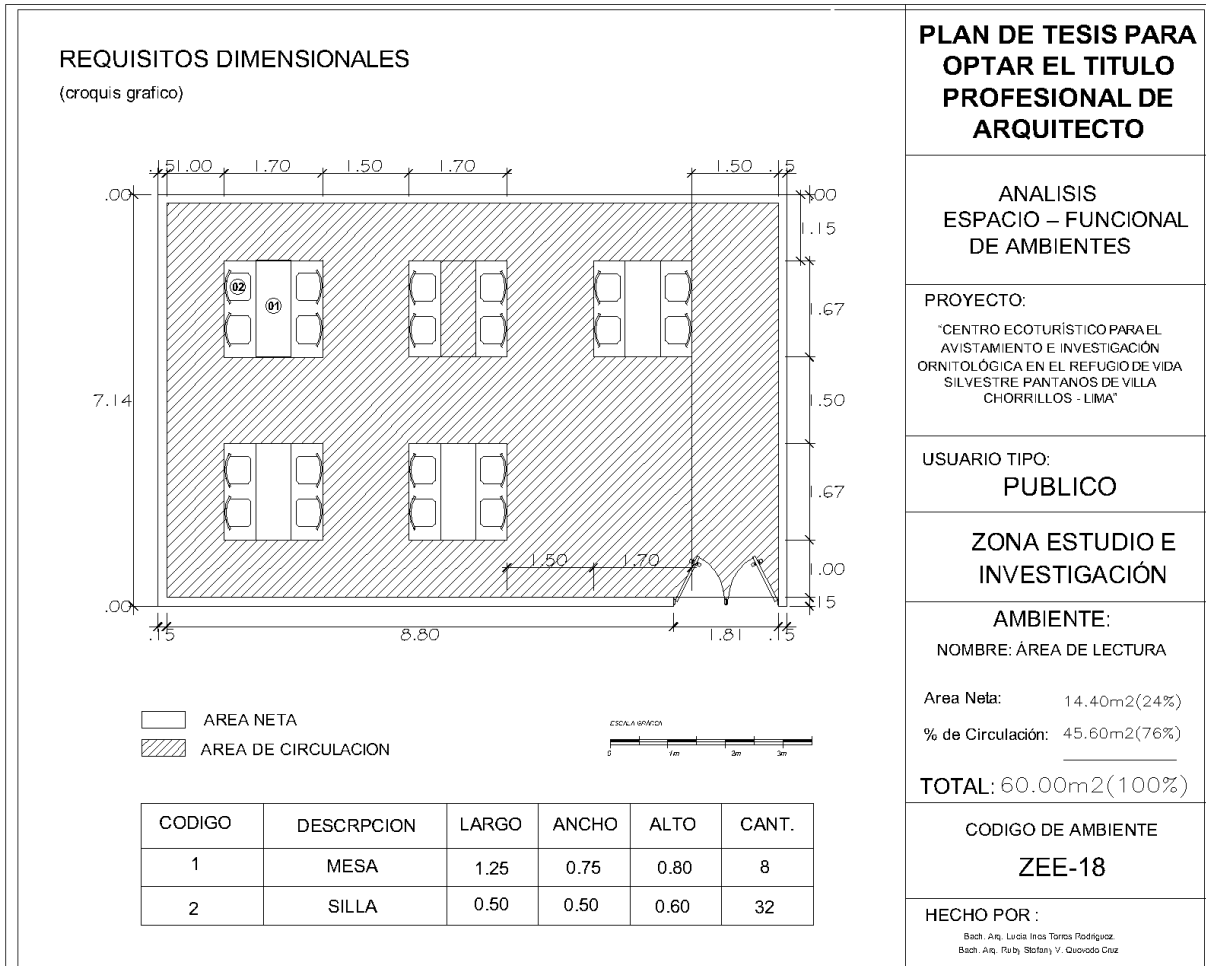 REQUISITOS DIMENSIONALES
(croquis grafico)
.15 1.00 1.70 1.50 1.70 1.50 .15
.00
.00
1.15
1.67
1.50
1.67
1.00
.15
7.14
.00
02
01
1.50 1.70
.15 8.80 1.81 .15
AREA NETA
AREA DE CIRCULACION
ESCALA GRÁFICA
0 1m 2m 3m
CODIGO DESCRPCION LARGO ANCHO ALTO CANT.
1 MESA 1.25 0.75 0.80 8
2 SILLA 0.50 0.50 0.60 32
PLAN DE TESIS PARA
OPTAR EL TITULO
PROFESIONAL DE
ARQUITECTO
ANALISIS
ESPACIO – FUNCIONAL
DE AMBIENTES
PROYECTO:
"CENTRO ECOTURÍSTICO PARA EL
AVISTAMIENTO E INVESTIGACIÓN
ORNITOLÓGICA EN EL REFUGIO DE VIDA
SILVESTRE PANTANOS DE VILLA
CHORRILLOS - LIMA"
USUARIO TIPO:
PUBLICO
ZONA ESTUDIO E
INVESTIGACIÓN
AMBIENTE:
NOMBRE: ÁREA DE LECTURA
Area Neta: 14.40m2(24%)
% de Circulación: 45.60m2(76%)
TOTAL: 60.00m2(100%)
CODIGO DE AMBIENTE
ZEE-18
HECHO POR :
Bach. Arq. Lucia Ines Torres Rodriguez.
Bach. Arq. Ruby Stefany V. Quevedo Cruz